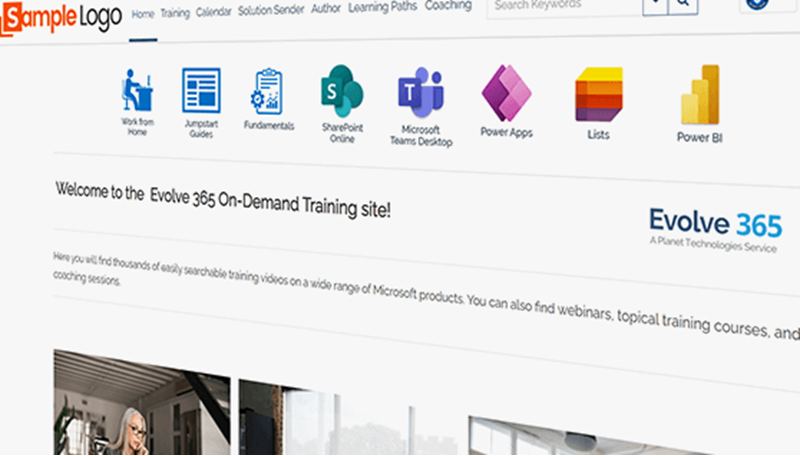 SampleLogo
Home Training Calendar Solution Sender Author Learning Paths Coaching
Search Keywords
Work from
Home
Jumpstart
Guides
Fundamentals
S
SharePoint
Online
T
Microsoft
Teams Desktop
Power Apps
Lists
Power BI
Welcome to the Evolve 365 On-Demand Training site!
Evolve 365
A Planet Technologies Service
Here you will find thousands of easily searchable training videos on a wide range of Microsoft products. You can also find webinars, topical training courses, and
coaching sessions.